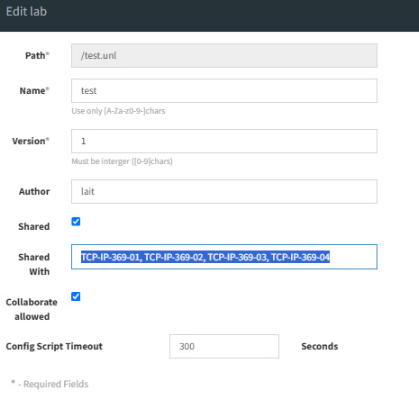 Edit lab
Path* /test.unl
Name* test
Use only [A-Za-z0-9-]chars
Version* 1
Must be interger ([0-9]chars)
Author lait
Shared
Shared With TCP-IP-369-01, TCP-IP-369-02, TCP-IP-369-03, TCP-IP-369-04
Collaborate allowed
Config Script Timeout 300 Seconds
* - Required Fields